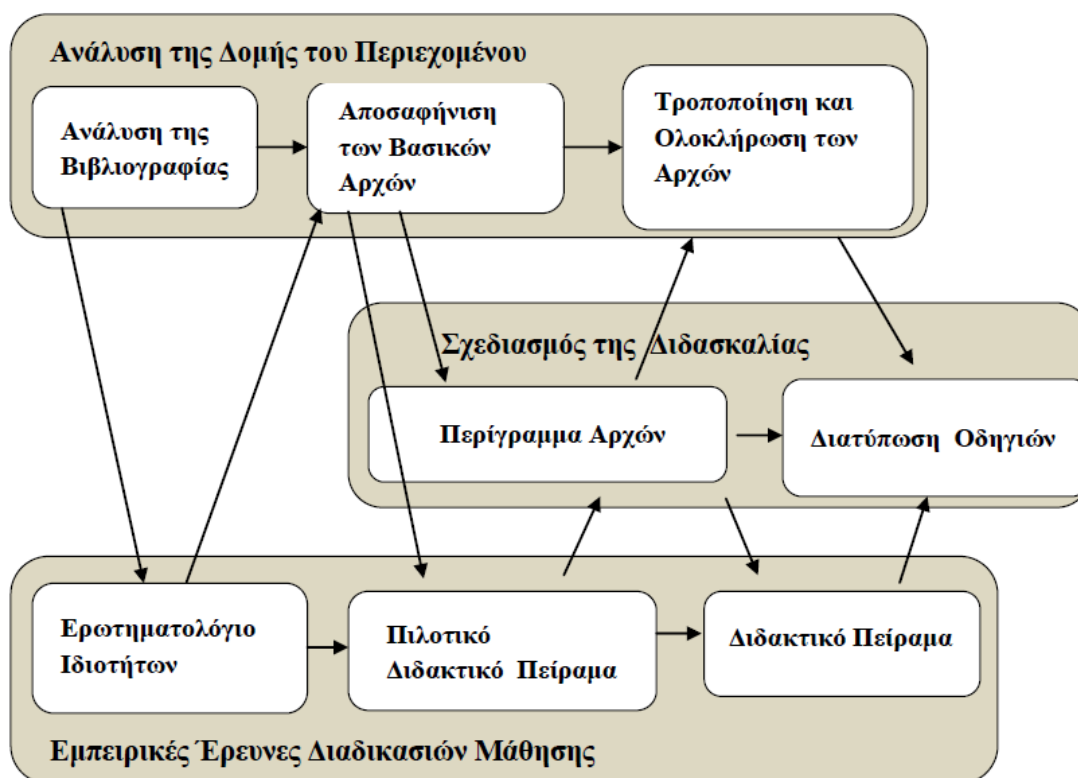 Ανάλυση της Δομής του Περιεχομένου
Ανάλυση της
Βιβλιογραφίας
Αποσαφήνιση
των Βασικών
Αρχών
Τροποποίηση και
Ολοκλήρωση των
Αρχών
Σχεδιασμός της Διδασκαλίας
Περίγραμμα Αρχών
Διατύπωση Οδηγιών
Ερωτηματολόγιο
Ιδιοτήτων
Πιλοτικό
Διδακτικό Πείραμα
Διδακτικό Πείραμα
Εμπειρικές Έρευνες Διαδικασιών Μάθησης